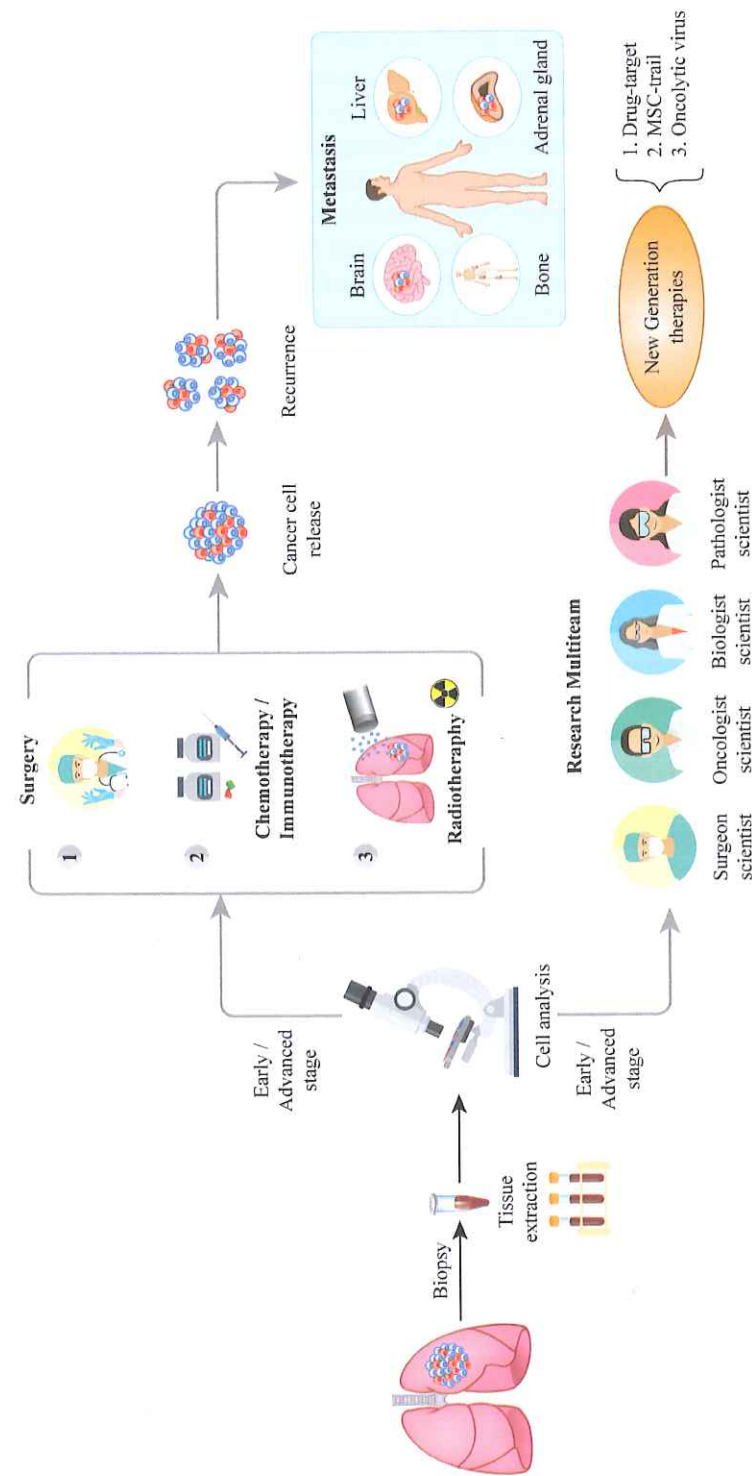 Biopsy
Tissue
extraction
Cell analysis
Early /
Advanced
stage
Surgery
1
2
Chemotherapy /
Immunotherapy
3
Radiotheraphy
Cancer cell
release
Recurrence
Metastasis
Brain
Liver
Bone
Adrenal gland
Early /
Advanced
stage
Research Multiteam
Surgeon
scientist
Oncologist
scientist
Biologist
scientist
Pathologist
scientist
New Generation
therapies
1. Drug-target
2. MSC-trail
3. Oncolytic virus